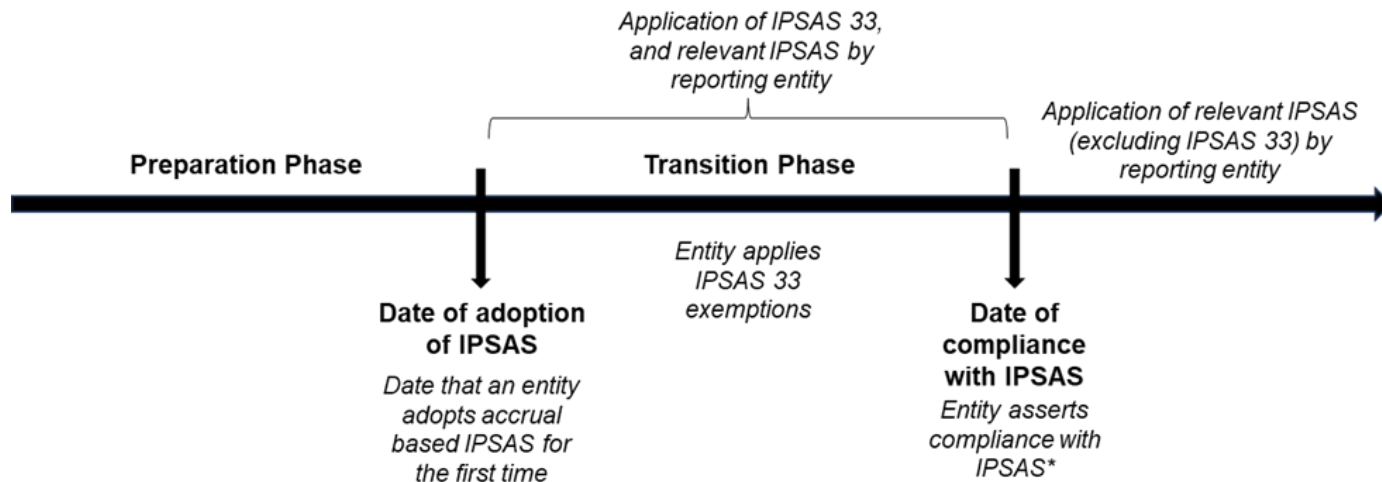 Application of IPSAS 33,
and relevant IPSAS by
reporting entity
Application of relevant IPSAS
(excluding IPSAS 33) by
reporting entity
Preparation Phase
Transition Phase
Entity applies
IPSAS 33
exemptions
Date of adoption
of IPSAS
Date that an entity
adopts accrual
based IPSAS for
the first time
Date of
compliance
with IPSAS
Entity asserts
compliance with
IPSAS*